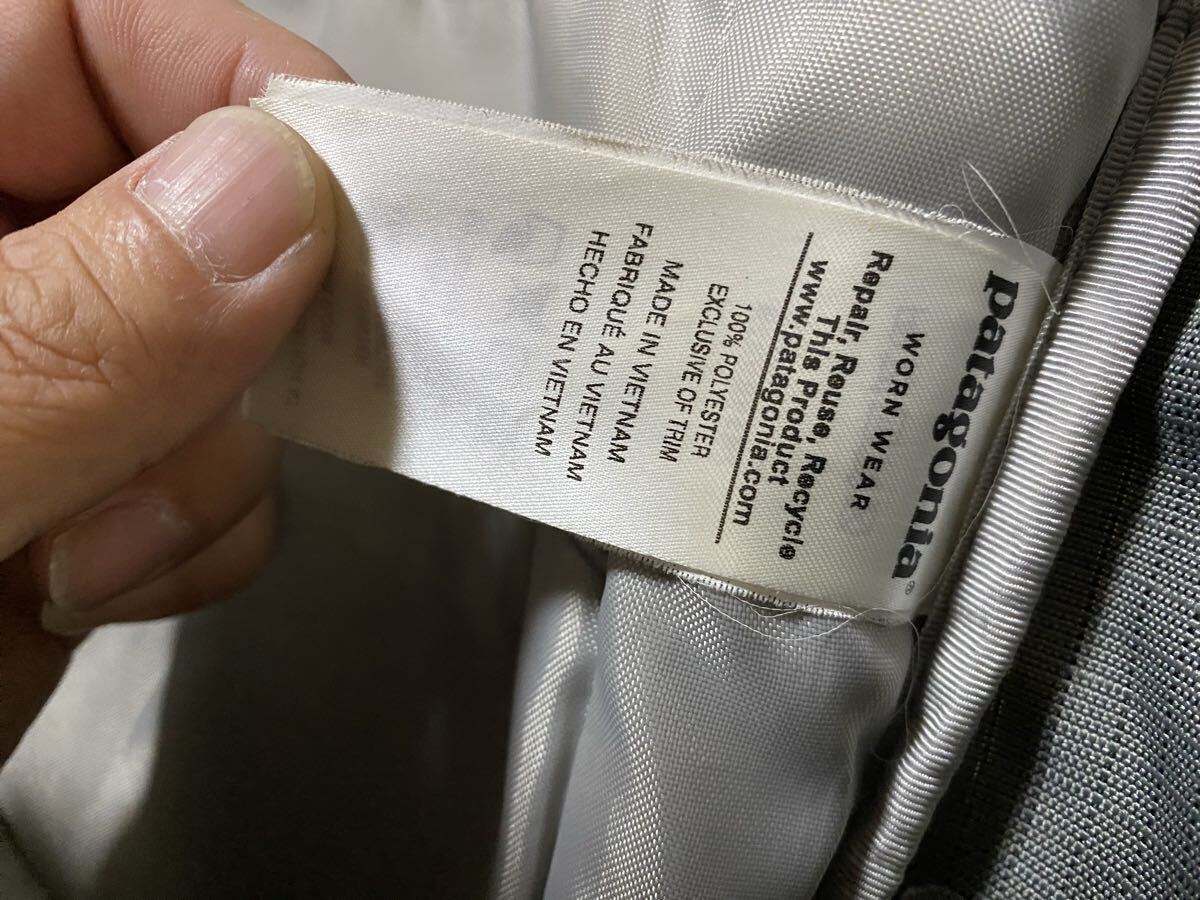 patagonia®
WORN WEAR
Repair, Reuse, Recycle
This Product
www.patagonia.com
100% POLYESTER
EXCLUSIVE OF TRIM
MADE IN VIETNAM
FABRIQUÉ AU VIETNAM
HECHO EN VIETNAM